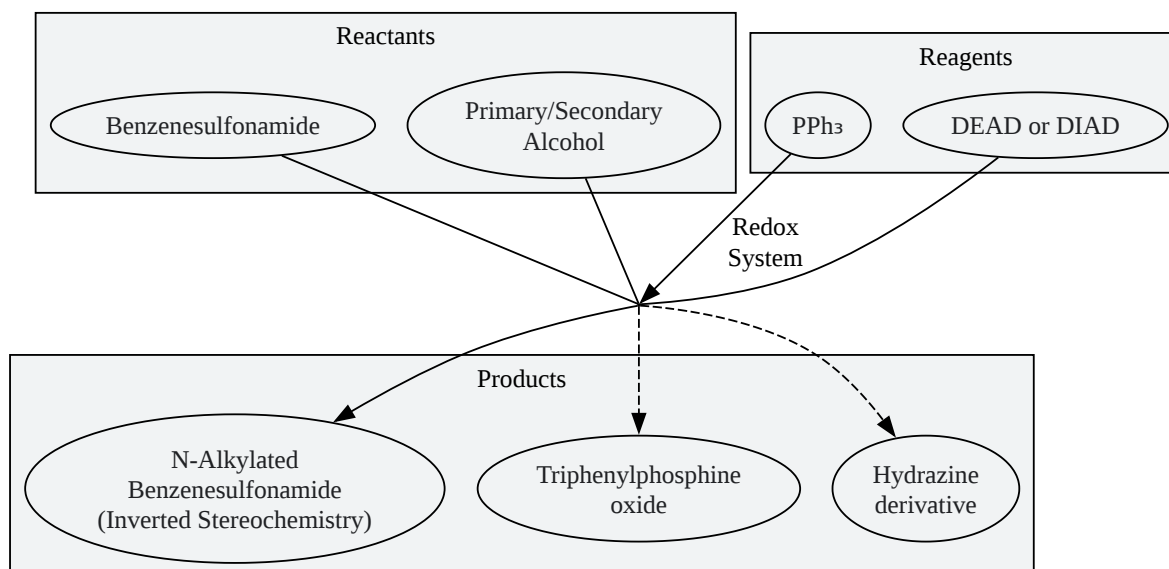 Reactants
Reagents
Benzenesulfonamide
Primary/Secondary
Alcohol
PPh₃
DEAD or DIAD
Redox
System
Products
N-Alkylated
Benzenesulfonamide
(Inverted Stereochemistry)
Triphenylphosphine
oxide
Hydrazine
derivative